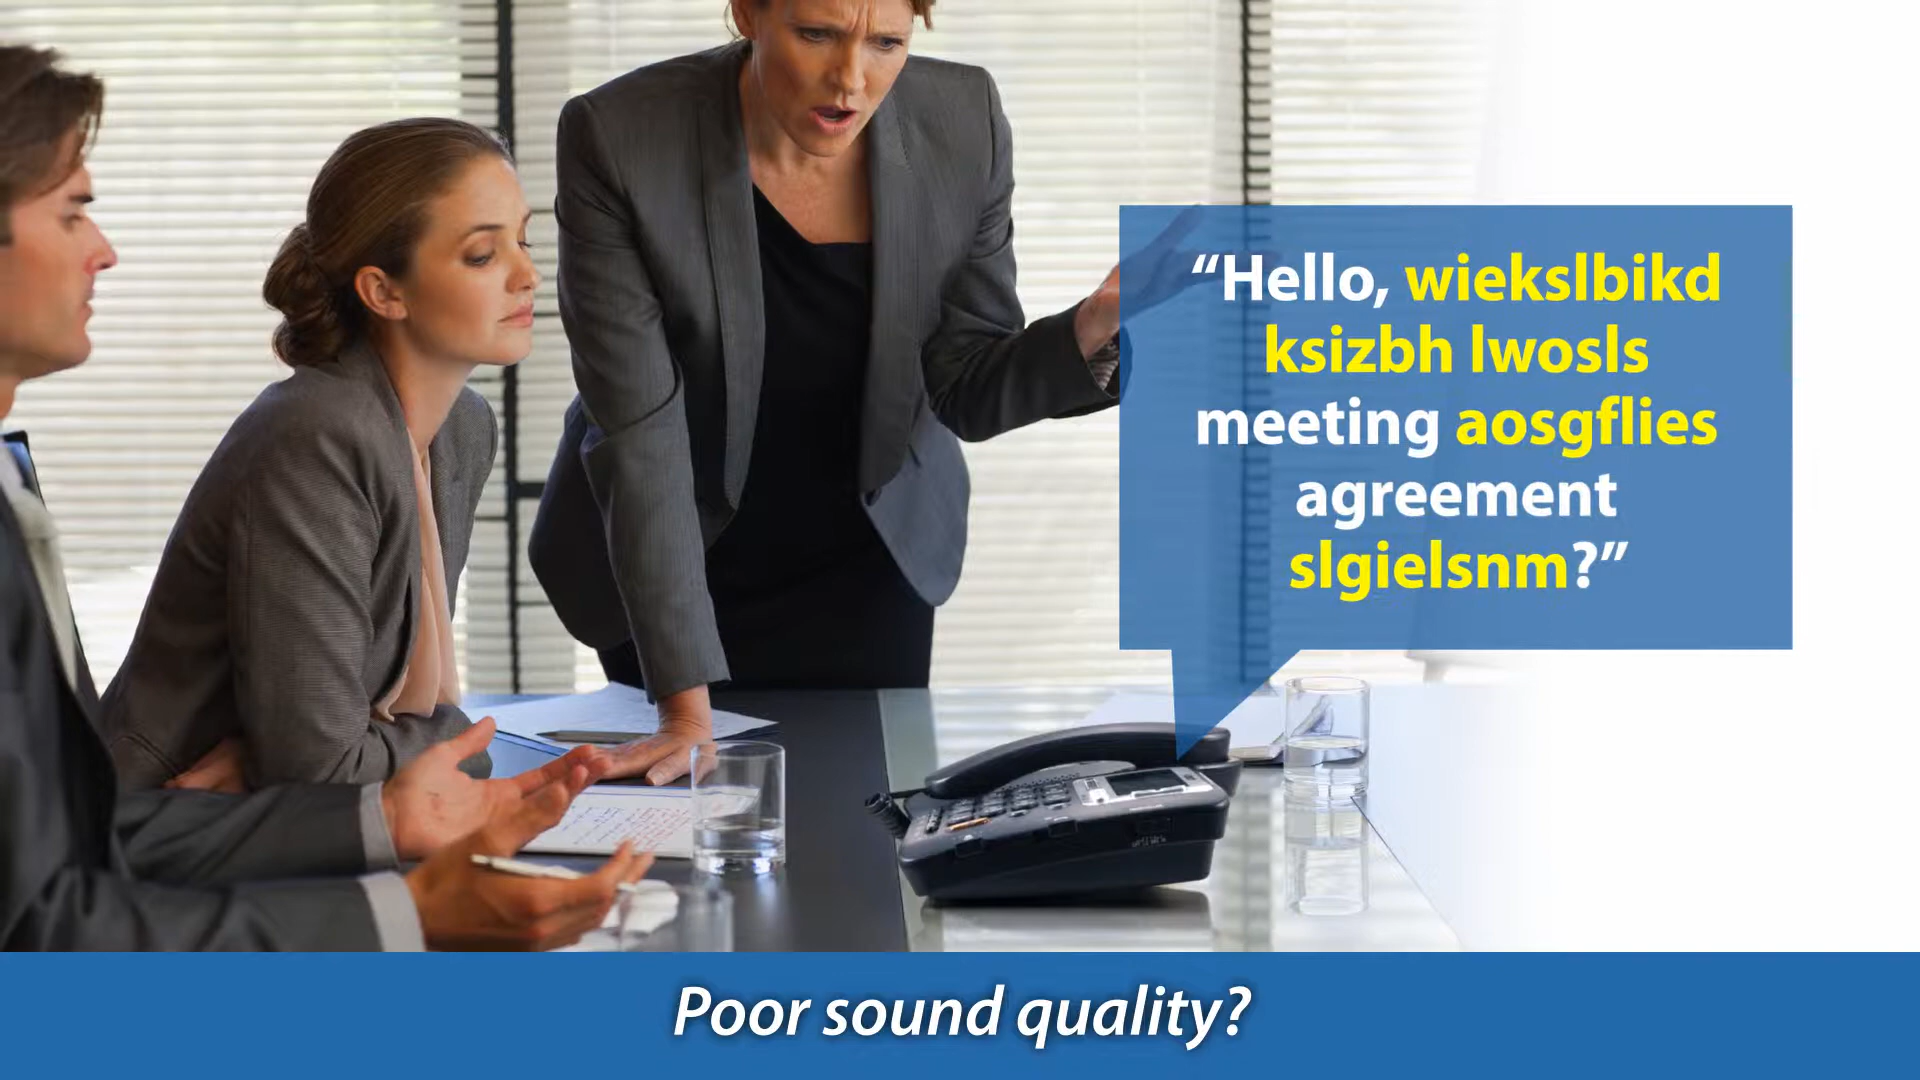 “Hello, wiekslbikd
ksizbh lwosls
meeting aosgflies
agreement
slgielsnm?”
Poor sound quality?